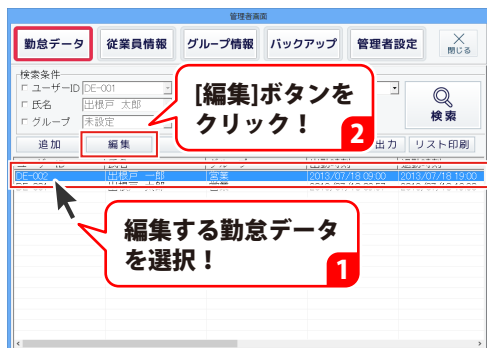 管理者画面
勤怠データ
従業員情報
グループ情報
バックアップ
管理者設定
閉じる
検索条件
ユーザーID DE-001
氏名 出根戸 太郎
グループ 未設定
検索
[編集]ボタンを
クリック！
2
追加
編集
出力
リスト印刷
DE-002 出根戸 一郎 営業 2013/07/18 09:00 2013/07/18 19:00
編集する勤怠データ
を選択！
1